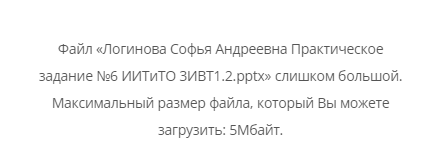 Файл «Логинова Софья Андреевна Практическое
задание №6 ИИТиТО ЗИВТ1.2.pptx» слишком большой.
Максимальный размер файла, который Вы можете
загрузить: 5Мбайт.